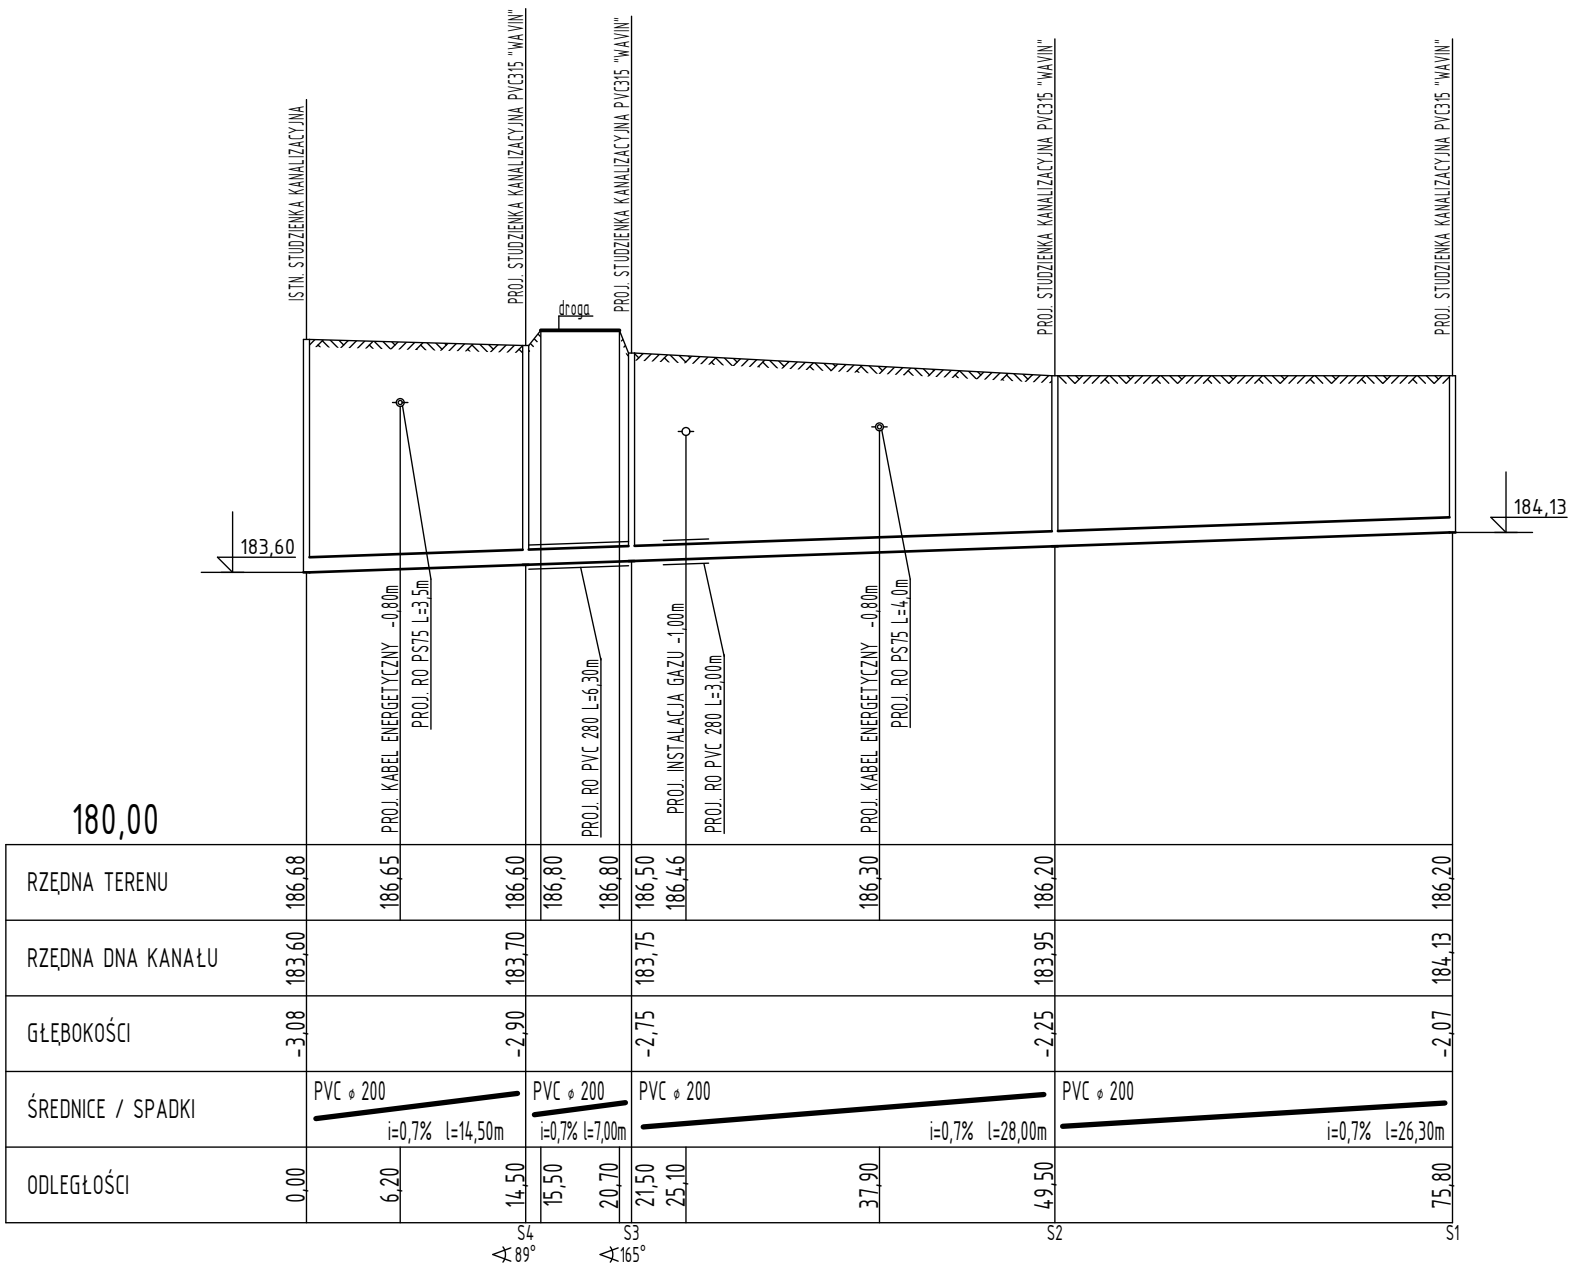 ISTN. STUDZIENKA KANALIZACYJNA
PROJ. STUDZIENKA KANALIZACYJNA PVC315 "WAVIN"
PROJ. STUDZIENKA KANALIZACYJNA PVC315 "WAVIN"
PROJ. STUDZIENKA KANALIZACYJNA PVC315 "WAVIN"
PROJ. STUDZIENKA KANALIZACYJNA PVC315 "WAVIN"
droga
183,60
184,13
PROJ. KABEL ENERGETYCZNY -0,80m
PROJ. RO PS75 L=3,5m
PROJ. RO PVC 280 L=6,30m
PROJ. INSTALACJA GAZU -1,00m
PROJ. RO PVC 280 L=3,00m
PROJ. KABEL ENERGETYCZNY -0,80m
PROJ. RO PS75 L=4,0m
180,00
RZĘDNA TERENU 186,68 186,65 186,60 186,80 186,80 186,50 186,46 186,30 186,20 186,20
RZĘDNA DNA KANAŁU 183,60 183,70 183,75 183,95 184,13
GŁĘBOKOŚCI -3,08 -2,90 -2,75 -2,25 -2,07
ŚREDNICE / SPADKI
PVC ø 200 i=0,7% l=14,50m
PVC ø 200 i=0,7% l=7,00m
PVC ø 200 i=0,7% l=28,00m
PVC ø 200 i=0,7% l=26,30m
ODLEGŁOŚCI 0,00 6,20 14,50 15,50 20,70 21,50 25,10 37,90 49,50 75,80
S4 S3 S2 S1
∢89° ∢165°